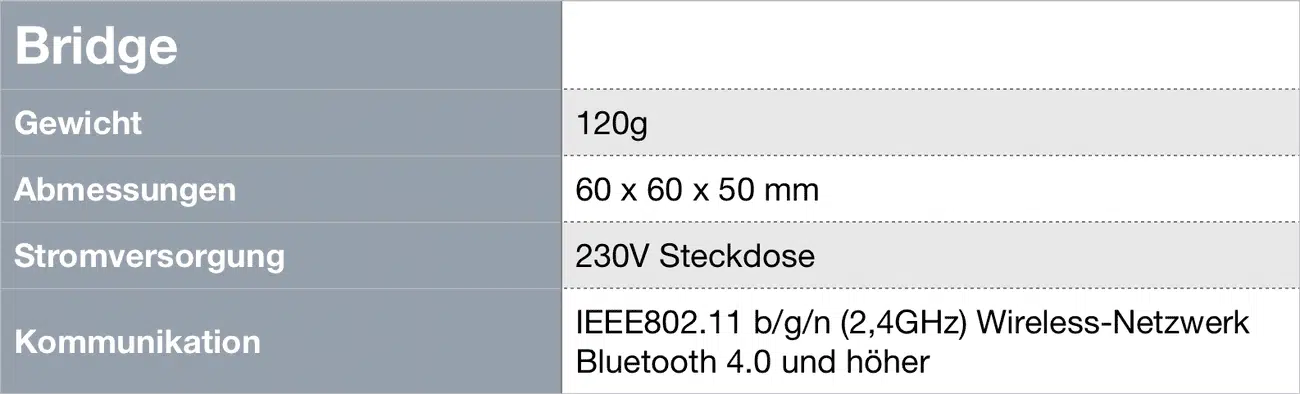 Bridge
Gewicht 120g
Abmessungen 60 x 60 x 50 mm
Stromversorgung 230V Steckdose
Kommunikation IEEE802.11 b/g/n (2,4GHz) Wireless-Netzwerk
Bluetooth 4.0 und höher